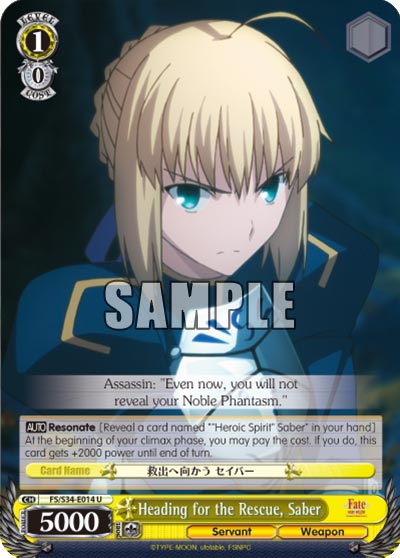 LEVEL
1
0
COST
SAMPLE
Assassin: "Even now, you will not
reveal your Noble Phantasm."
AUTO Resonate [Reveal a card named ""Heroic Spirit" Saber" in your hand]
At the beginning of your climax phase, you may pay the cost. If you do, this
card gets +2000 power until end of turn.
Card Name 救出へ向かう セイバー
CH FS/S34-E014 U
Heading for the Rescue, Saber
POWER 5000
Fate
Servant Weapon
©TYPE-MOON, ufotable, FSNPC